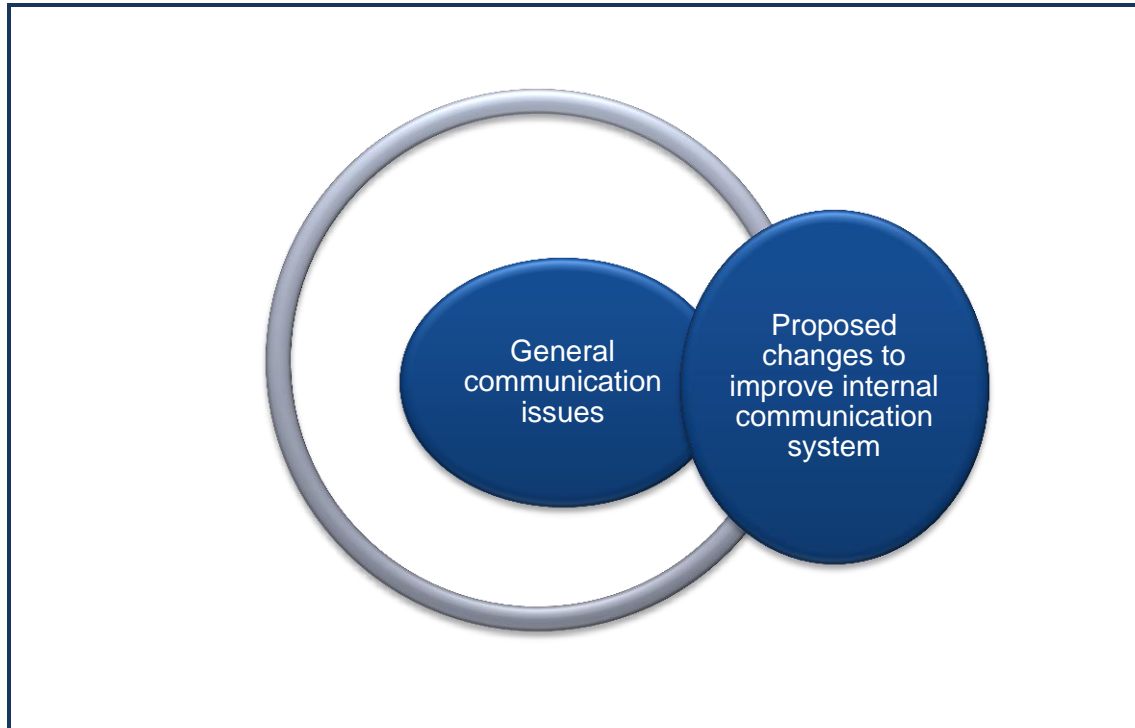 General
communication
issues
Proposed
changes to
improve internal
communication
system